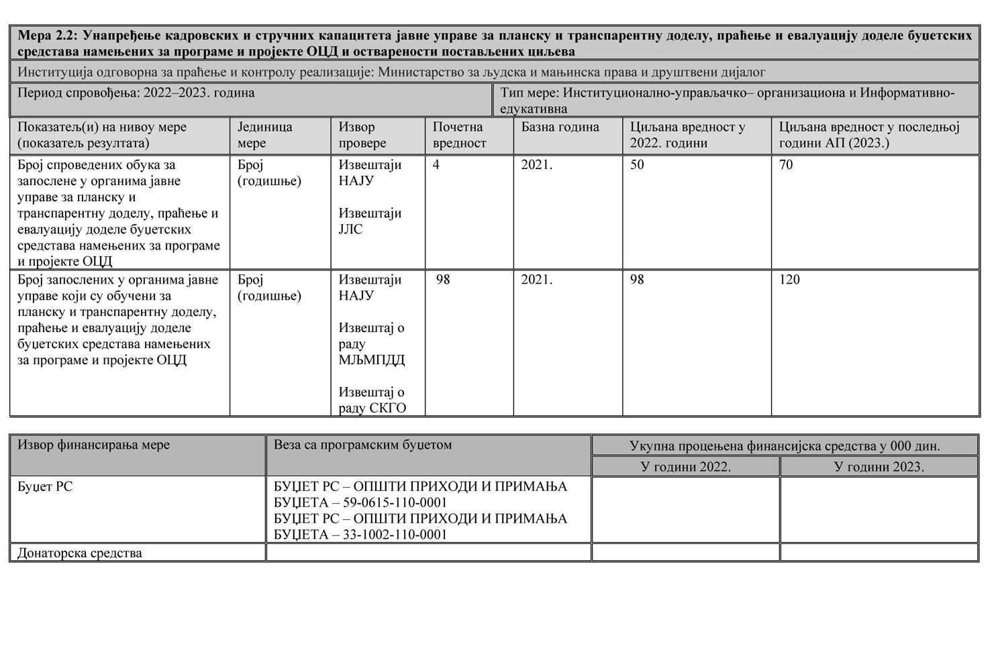 Мера 2.2: Унапређење кадровских и стручних капацитета јавне управе за планску и транспарентну доделу, праћење и евалуацију доделе буџетских
средстава намењених за програме и пројекте ОЦД и остварености постављених циљева
Институција одговорна за праћење и контролу реализације: Министарство за људска и мањинска права и друштвени дијалог
Период спровођења: 2022–2023. година
Тип мере: Институционално-управљачко– организациона и Информативно-
едукативна
Показатељ(и) на нивоу мере
(показатељ резултата)
Јединица
мере
Извор
провере
Почетна
вредност
Базна година
Циљана вредност у
2022. години
Циљана вредност у последњој
години АП (2023.)
Број спроведених обука за
запослене у органима јавне
управе за планску и
транспарентну доделу, праћење и
евалуацију доделе буџетских
средстава намењених за програме
и пројекте ОЦД
Број
(годишње)
Извештаји
НАЈУ
Извештаји
ЈЛС
4
2021.
50
70
Број запослених у органима јавне
управе који су обучени за
планску и транспарентну доделу,
праћење и евалуацију доделе
буџетских средстава намењених
за програме и пројекте ОЦД
Број
(годишње)
Извештаји
НАЈУ
Извештај о
раду
МЉМПДД
Извештај о
раду СКГО
98
2021.
98
120
Извор финансирања мере
Веза са програмским буџетом
Укупна процењена финансијска средства у 000 дин.
У години 2022.
У години 2023.
Буџет РС
БУЏЕТ РС – ОПШТИ ПРИХОДИ И ПРИМАЊА
БУЏЕТА – 59-0615-110-0001
БУЏЕТ РС – ОПШТИ ПРИХОДИ И ПРИМАЊА
БУЏЕТА – 33-1002-110-0001
Донаторска средства